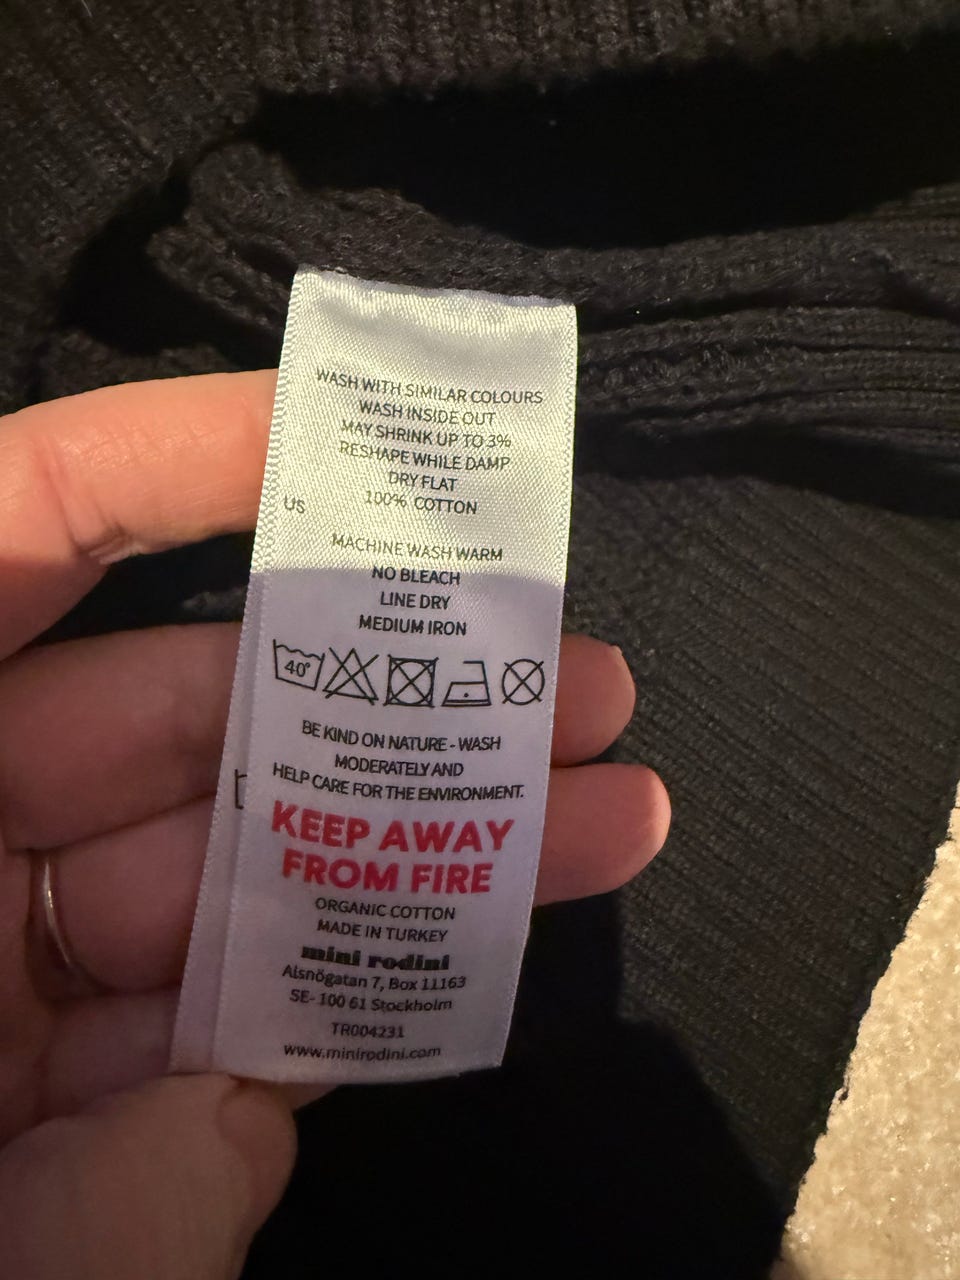 WASH WITH SIMILAR COLOURS
WASH INSIDE OUT
MAY SHRINK UP TO 3%
RESHAPE WHILE DAMP
DRY FLAT
100% COTTON
US
MACHINE WASH WARM
NO BLEACH
LINE DRY
MEDIUM IRON
40°
BE KIND ON NATURE - WASH
MODERATELY AND
HELP CARE FOR THE ENVIRONMENT.
KEEP AWAY
FROM FIRE
ORGANIC COTTON
MADE IN TURKEY
mini rodini
Alsnögatan 7, Box 11163
SE- 100 61 Stockholm
TR004231
www.minirodini.com